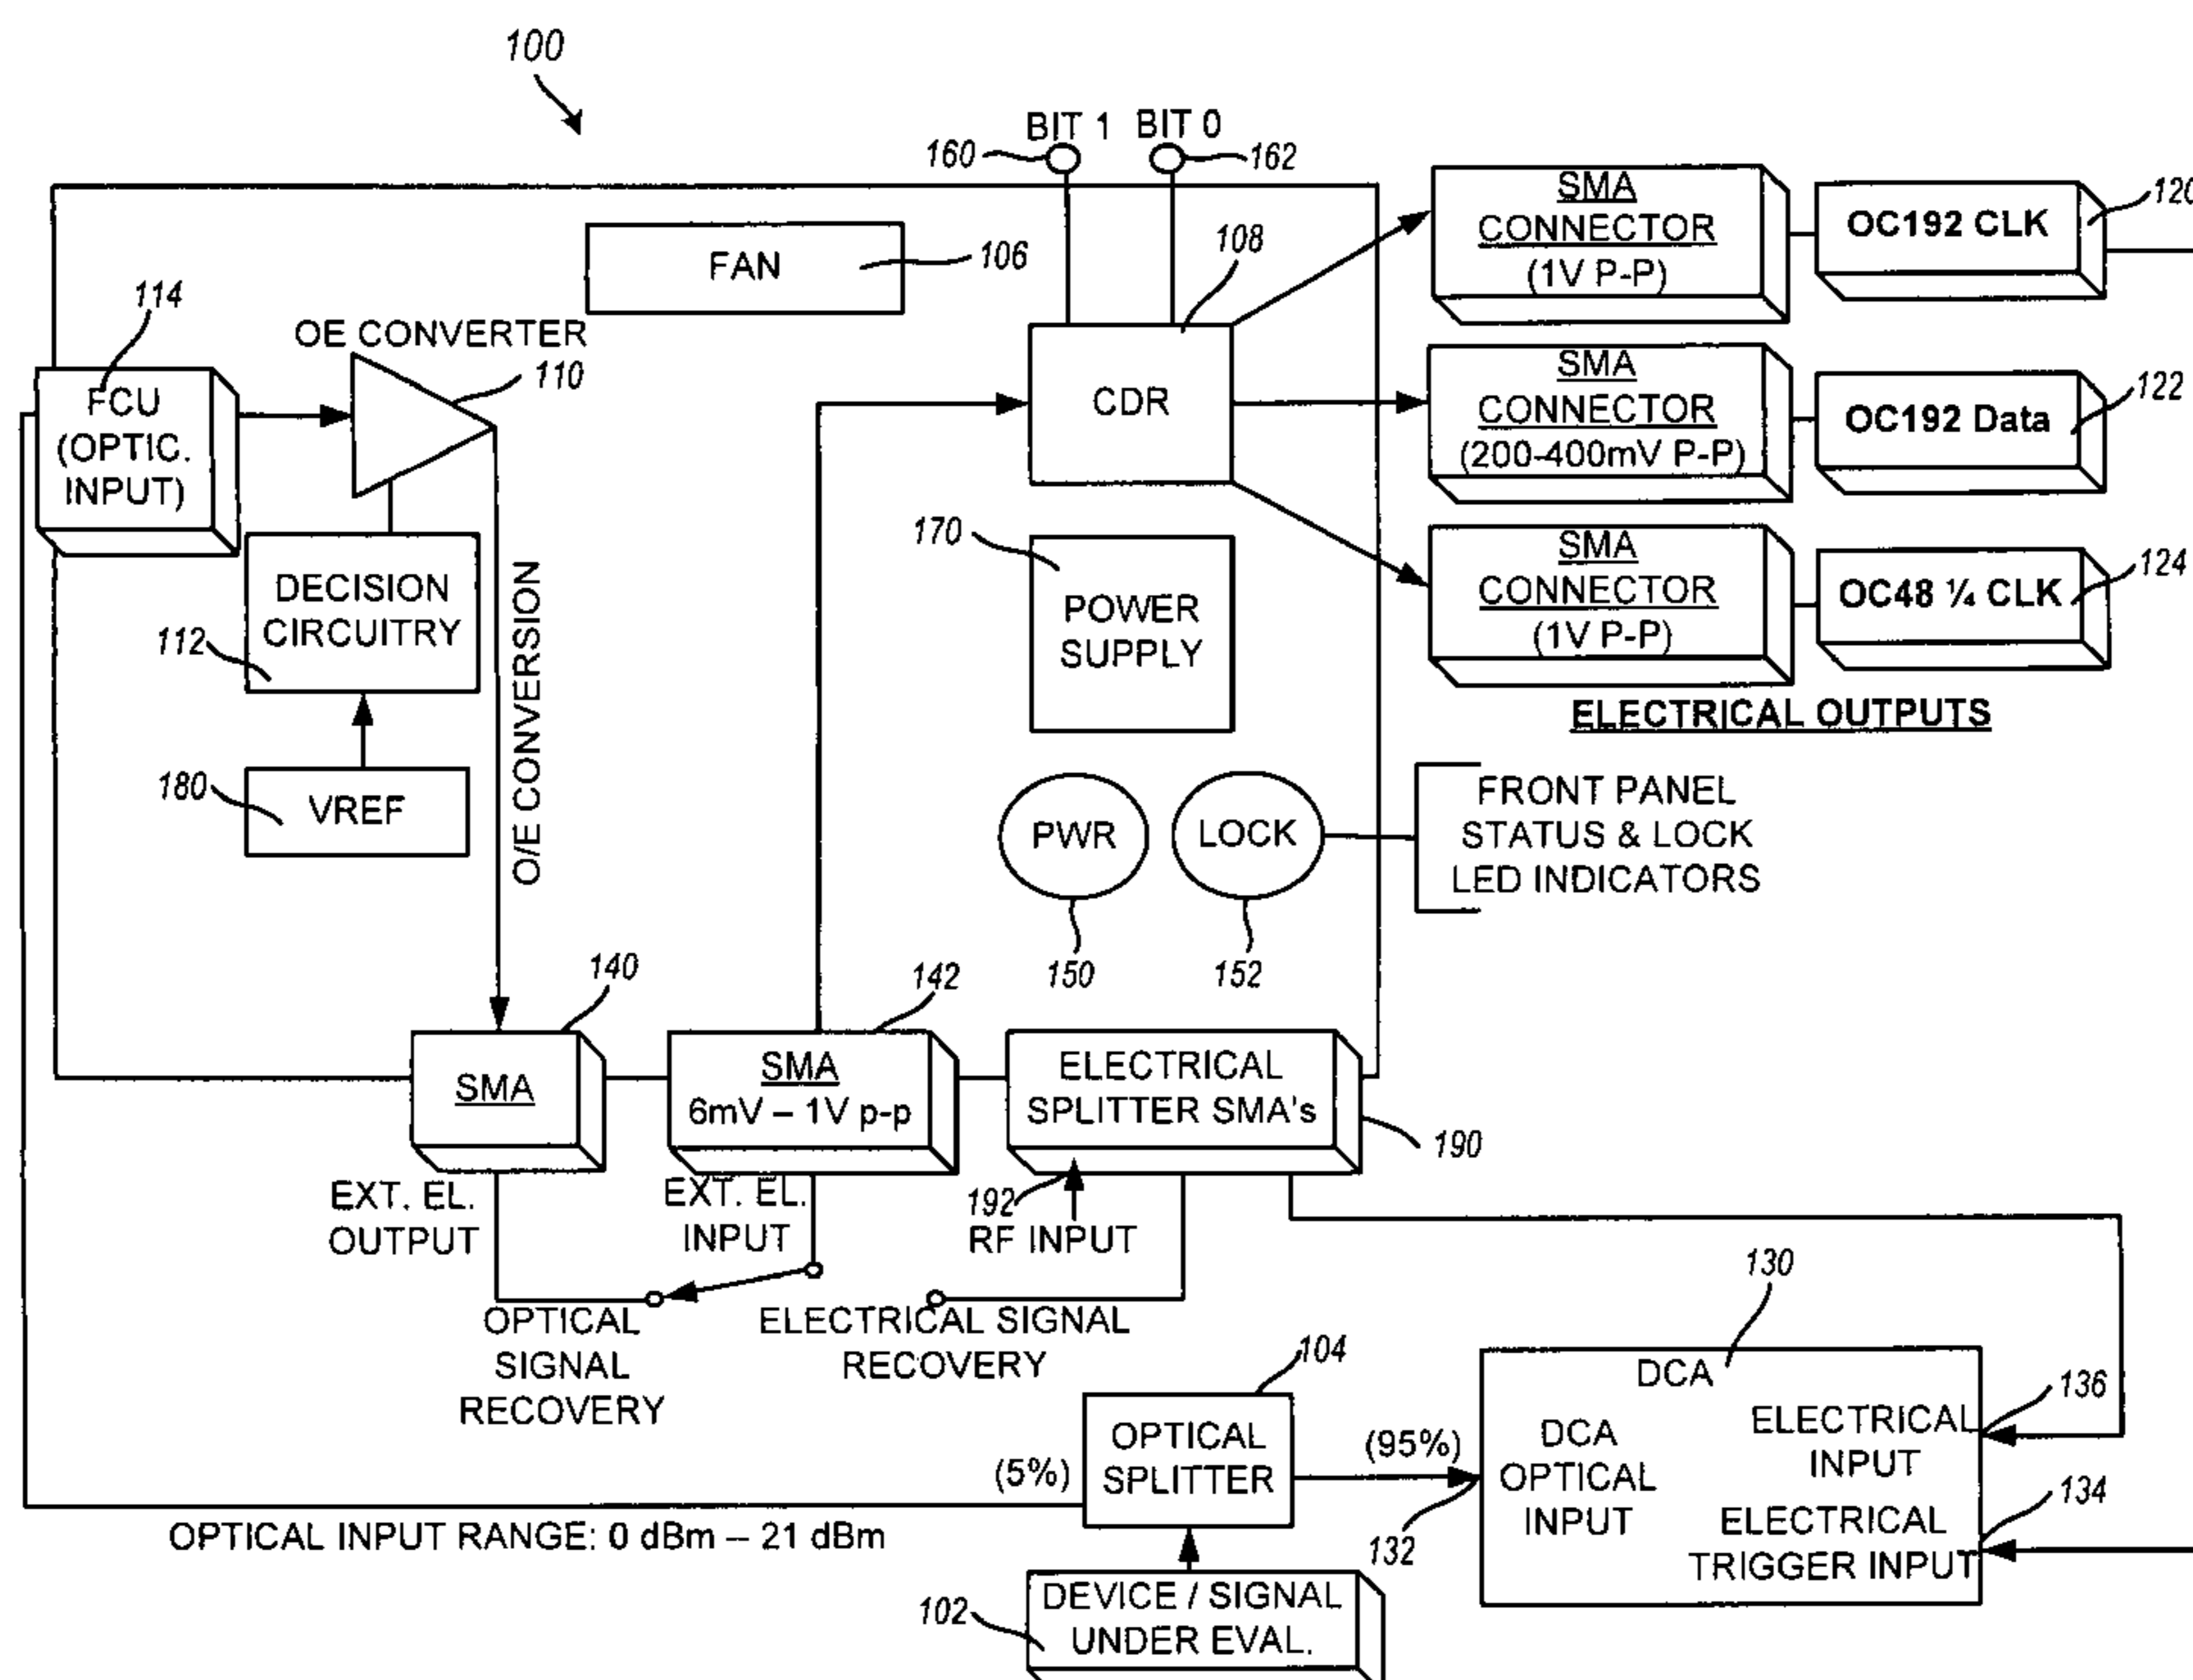 100
BIT 1
BIT 0
160
162
SMA
CONNECTOR
(1V P-P)
OC192 CLK
120
FAN
106
108
114
OE CONVERTER
110
FCU
(OPTIC.
INPUT)
CDR
SMA
CONNECTOR
(200-400mV P-P)
OC192 Data
122
DECISION
CIRCUITRY
112
O/E CONVERSION
170
POWER
SUPPLY
SMA
CONNECTOR
(1V P-P)
OC48 ¼ CLK
124
ELECTRICAL OUTPUTS
180
VREF
PWR
LOCK
FRONT PANEL
STATUS & LOCK
LED INDICATORS
150
152
140
142
SMA
SMA
6mV – 1V p-p
ELECTRICAL
SPLITTER SMA's
190
EXT. EL.
OUTPUT
EXT. EL.
INPUT
192
RF INPUT
OPTICAL
SIGNAL
RECOVERY
ELECTRICAL SIGNAL
RECOVERY
104
130
DCA
136
OPTICAL
SPLITTER
(5%)
(95%)
DCA
OPTICAL
INPUT
ELECTRICAL
INPUT
134
ELECTRICAL
TRIGGER INPUT
132
OPTICAL INPUT RANGE: 0 dBm – 21 dBm
102
DEVICE / SIGNAL
UNDER EVAL.